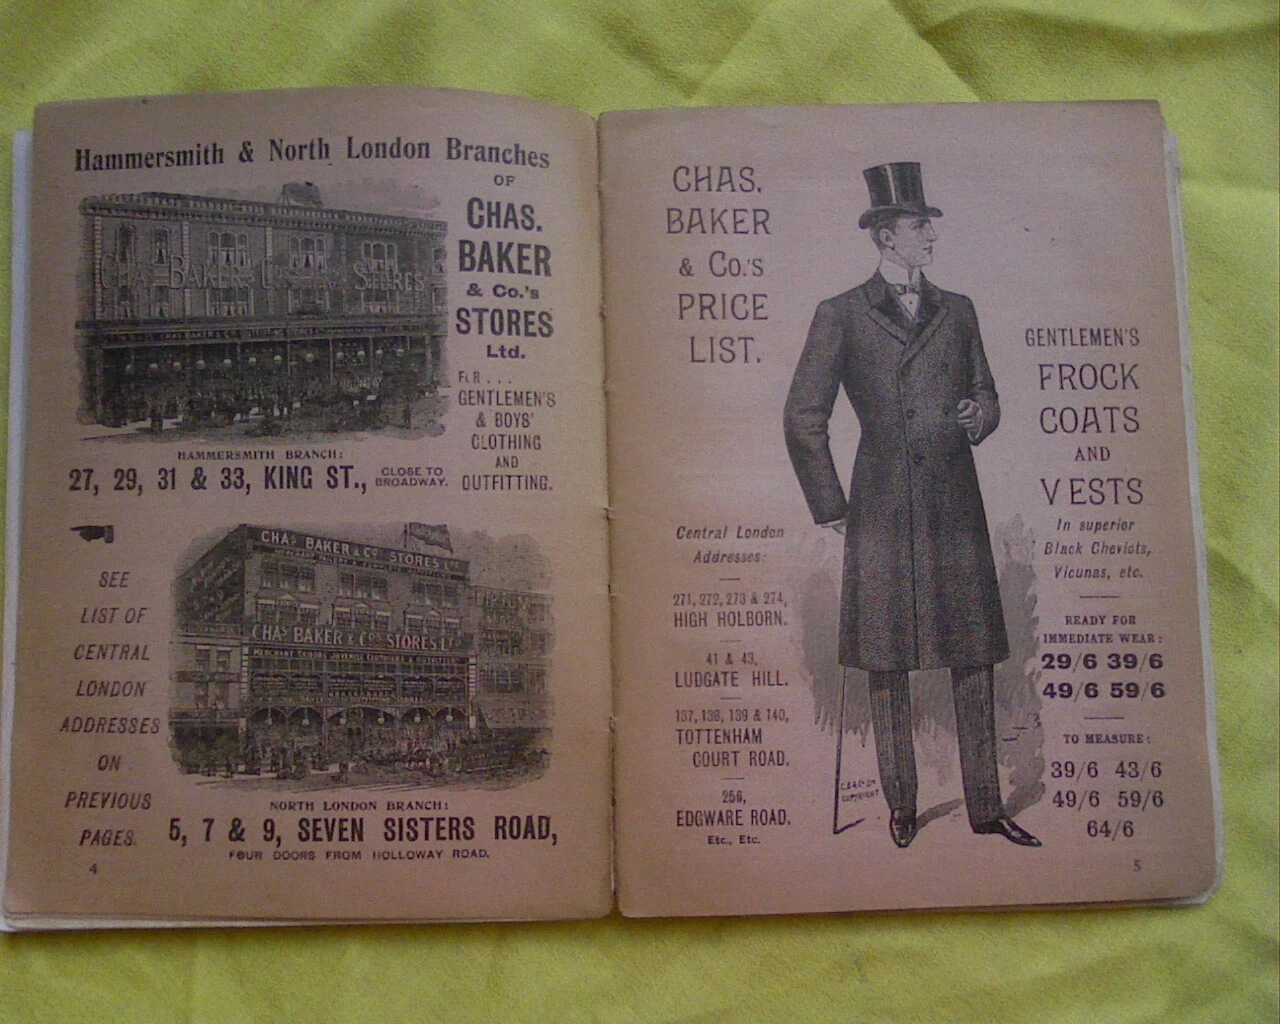 Hammersmith & North London Branches
OF
CHAS.
BAKER
& Co.'s
STORES
Ltd.
FOR . . .
GENTLEMEN'S
& BOYS'
CLOTHING
AND
OUTFITTING.
CHAS. BAKER & Co.'s STORES
HAMMERSMITH BRANCH:
27, 29, 31 & 33, KING ST., CLOSE TO BROADWAY.
SEE
LIST OF
CENTRAL
LONDON
ADDRESSES
ON
PREVIOUS
PAGES.
CHAS. BAKER & Co. STORES LTD.
CHAS. BAKER & Co's STORES LTD
NORTH LONDON BRANCH:
5, 7 & 9, SEVEN SISTERS ROAD,
FOUR DOORS FROM HOLLOWAY ROAD.
4
CHAS.
BAKER
& Co.'s
PRICE
LIST.
Central London
Addresses:
271, 272, 273 & 274,
HIGH HOLBORN.
41 & 43,
LUDGATE HILL.
137, 138, 139 & 140,
TOTTENHAM
COURT ROAD.
256,
EDGWARE ROAD.
Etc., Etc.
GENTLEMEN'S
FROCK
COATS
AND
VESTS
In superior
Black Cheviots,
Vicunas, etc.
READY FOR
IMMEDIATE WEAR:
29/6 39/6
49/6 59/6
TO MEASURE:
39/6 43/6
49/6 59/6
64/6
5